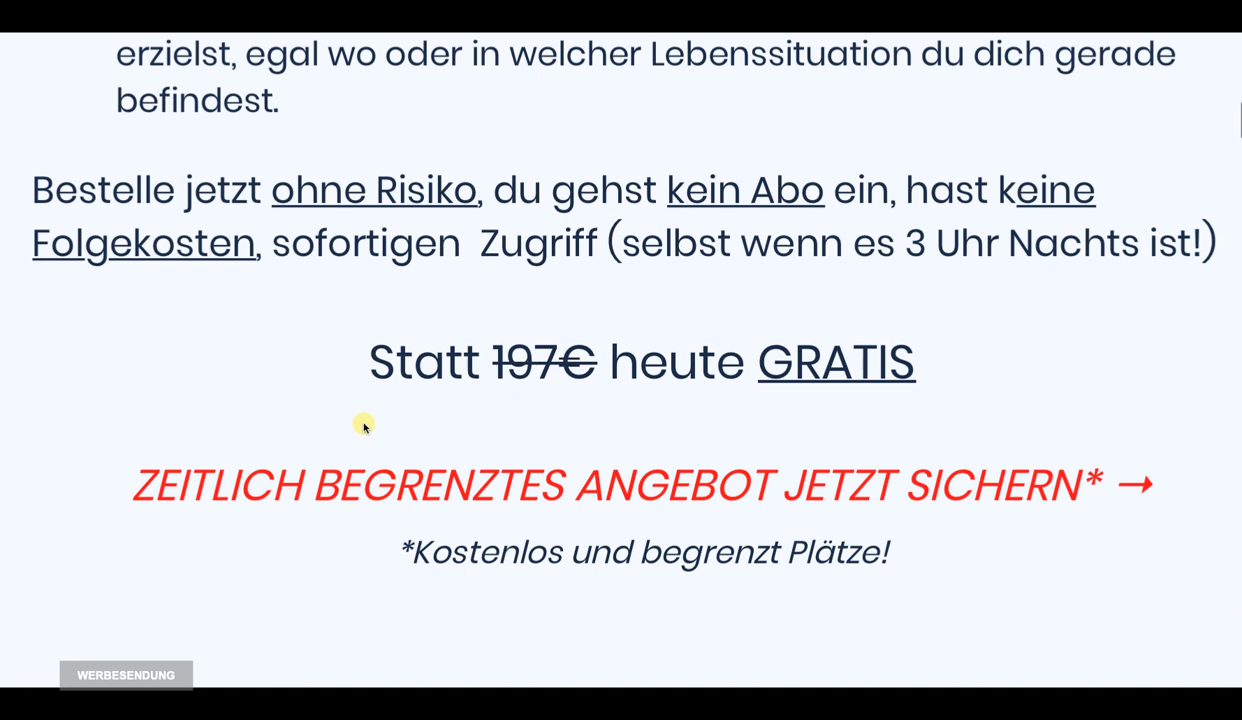 erzielst, egal wo oder in welcher Lebenssituation du dich gerade
befindest.
Bestelle jetzt ohne Risiko, du gehst kein Abo ein, hast keine
Folgekosten, sofortigen Zugriff (selbst wenn es 3 Uhr Nachts ist!)
Statt 197€ heute GRATIS
ZEITLICH BEGRENZTES ANGEBOT JETZT SICHERN* →
*Kostenlos und begrenzt Plätze!
WERBESENDUNG